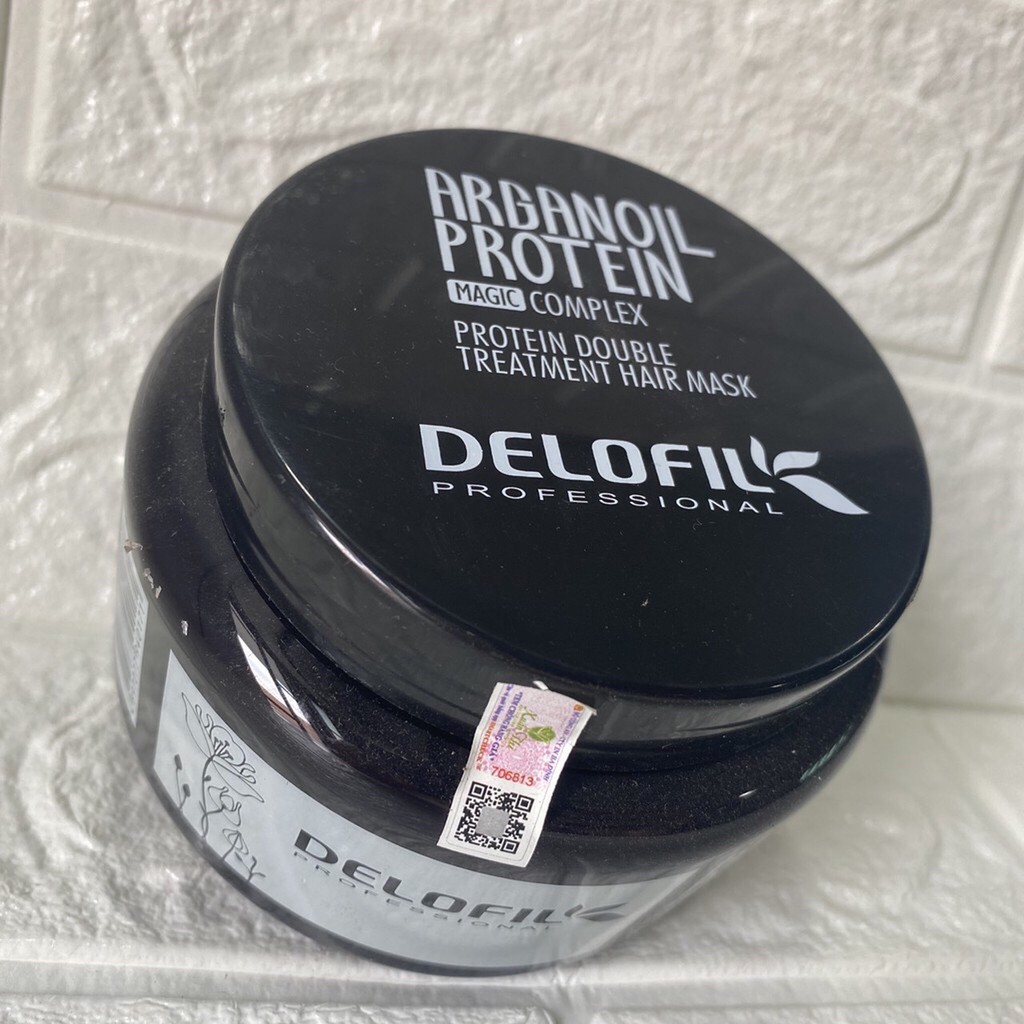 ARGANOIL
PROTEIN
MAGIC COMPLEX
PROTEIN DOUBLE
TREATMENT HAIR MASK
DELOFIL
PROFESSIONAL
706813
DELOFIL
PROFESSIONAL